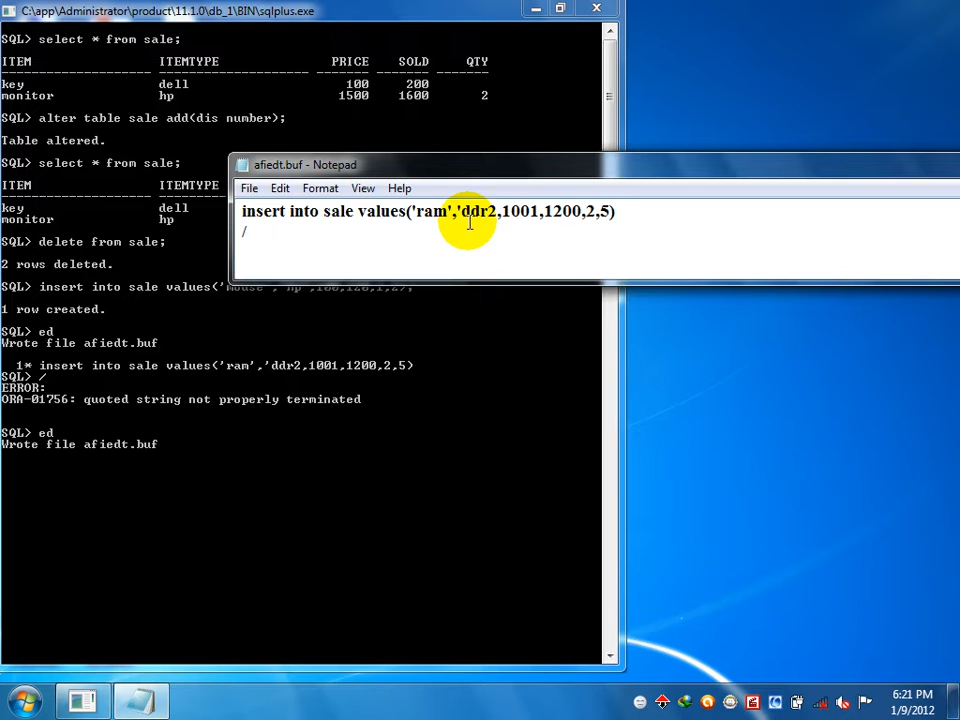 C:\app\Administrator\product\11.1.0\db_1\BIN\sqlplus.exe
SQL> select * from sale;
ITEM ITEMTYPE PRICE SOLD QTY
key dell 100 200
monitor hp 1500 1600 2
SQL> alter table sale add(dis number);
Table altered.
SQL> select * from sale;
ITEM ITEMTYPE
key dell
monitor hp
SQL> delete from sale;
2 rows deleted.
SQL> insert into sale values('mouse','hp',100,120,1,2);
1 row created.
SQL> ed
Wrote file afiedt.buf
1* insert into sale values('ram','ddr2,1001,1200,2,5)
SQL> /
ERROR:
ORA-01756: quoted string not properly terminated
SQL> ed
Wrote file afiedt.buf
afiedt.buf - Notepad
File Edit Format View Help
insert into sale values('ram','ddr2,1001,1200,2,5)
/
6:21 PM
1/9/2012